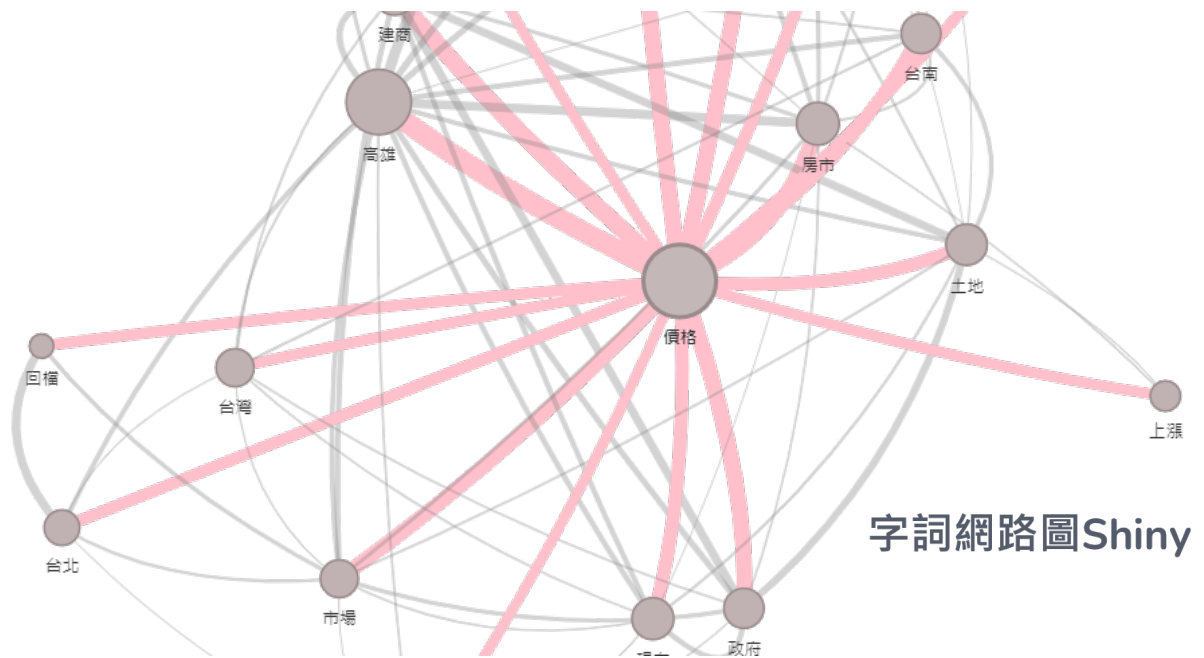 建商
台南
高雄
房市
土地
價格
回檔
台灣
上漲
字詞網路圖Shiny
台北
市場
政府